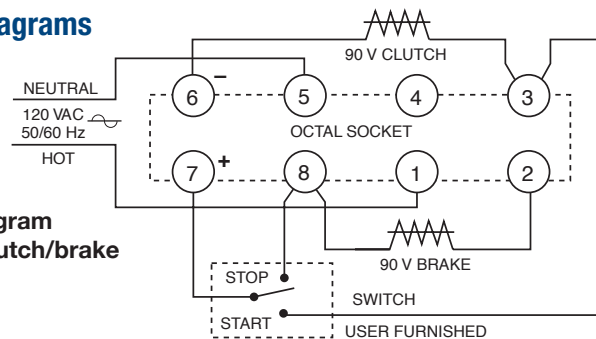 agrams
90 V CLUTCH
NEUTRAL
120 VAC
50/60 Hz
HOT
6 – 5 4 3
OCTAL SOCKET
7 + 8 1 2
gram
utch/brake
90 V BRAKE
STOP
SWITCH
START
USER FURNISHED